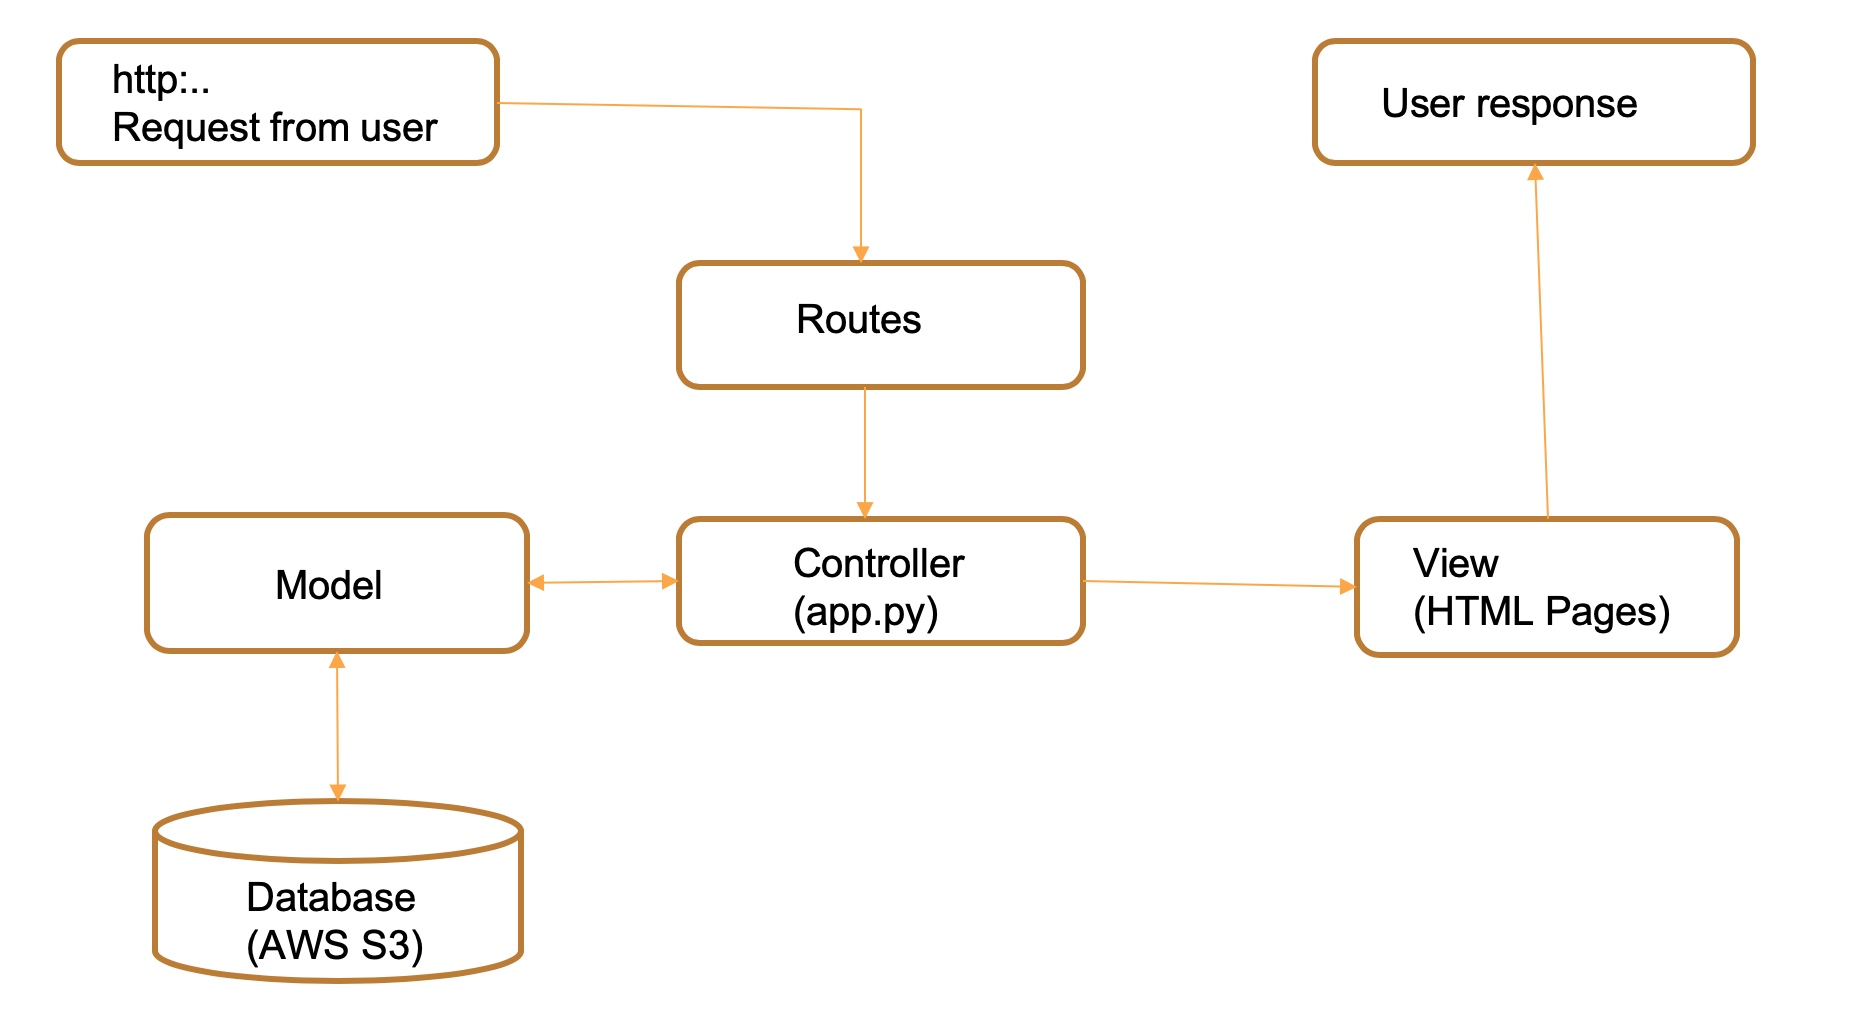 http:..
Request from user
User response
Routes
Model
Controller
(app.py)
View
(HTML Pages)
Database
(AWS S3)